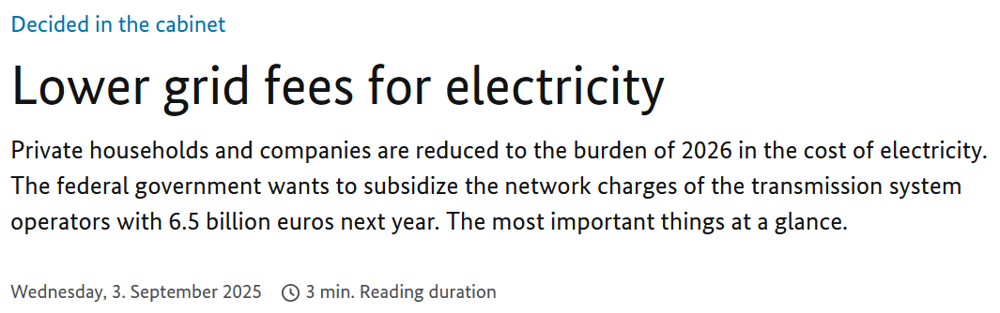 Decided in the cabinet
Lower grid fees for electricity
Private households and companies are reduced to the burden of 2026 in the cost of electricity.
The federal government wants to subsidize the network charges of the transmission system
operators with 6.5 billion euros next year. The most important things at a glance.
Wednesday, 3. September 2025 3 min. Reading duration